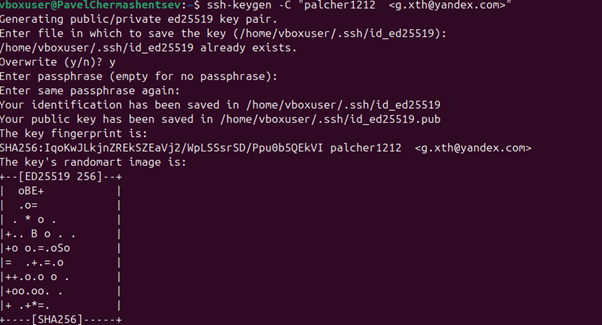 vboxuser@PavelChermashentsev:~$ ssh-keygen -C "palcher1212  <g.xth@yandex.com>"
Generating public/private ed25519 key pair.
Enter file in which to save the key (/home/vboxuser/.ssh/id_ed25519):
/home/vboxuser/.ssh/id_ed25519 already exists.
Overwrite (y/n)? y
Enter passphrase (empty for no passphrase):
Enter same passphrase again:
Your identification has been saved in /home/vboxuser/.ssh/id_ed25519
Your public key has been saved in /home/vboxuser/.ssh/id_ed25519.pub
The key fingerprint is:
SHA256:IqoKwJLkjnZREkSZEaVj2/WpLSSsrSD/Ppu0b5QEkVI palcher1212  <g.xth@yandex.com>
The key's randomart image is:
+--[ED25519 256]--+
|  oBE+           |
|  .o=            |
| . * o .         |
|+.. B o . .      |
|+o o.=.oSo       |
|=  .+.=.o        |
|++.o.o o .       |
|+oo.oo. .        |
|+ .+*=.          |
+----[SHA256]-----+